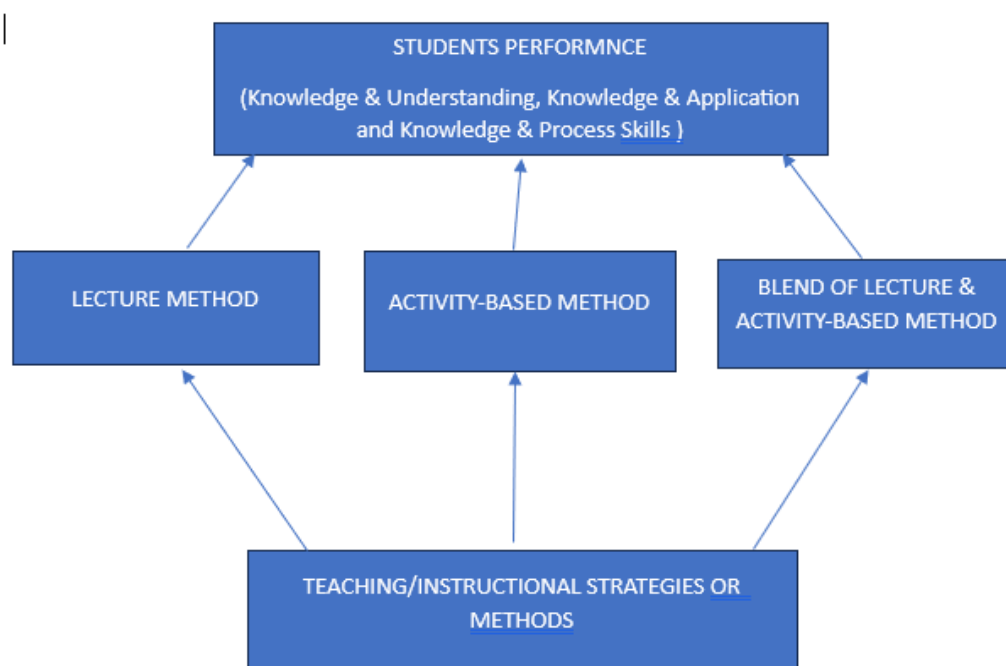 STUDENTS PERFORMNCE
(Knowledge & Understanding, Knowledge & Application
and Knowledge & Process Skills )
LECTURE METHOD
ACTIVITY-BASED METHOD
BLEND OF LECTURE &
ACTIVITY-BASED METHOD
TEACHING/INSTRUCTIONAL STRATEGIES OR
METHODS